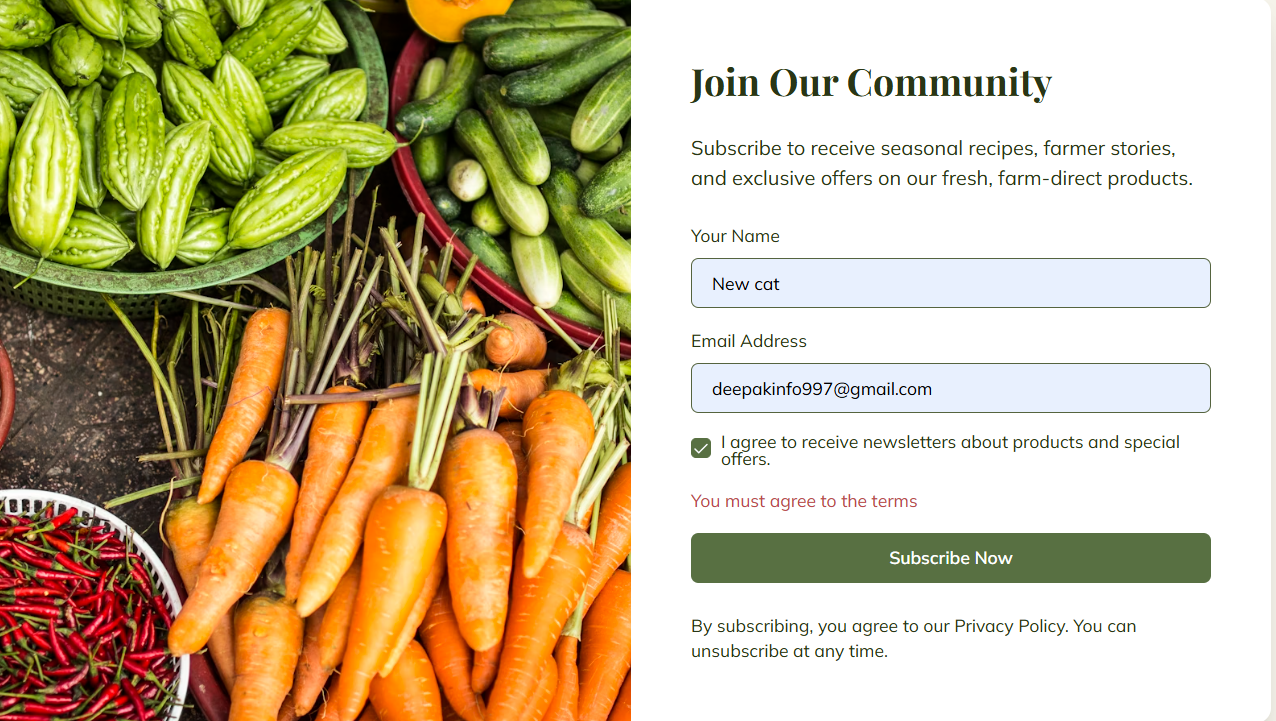 Join Our Community
Subscribe to receive seasonal recipes, farmer stories,
and exclusive offers on our fresh, farm-direct products.
Your Name
New cat
Email Address
deepakinfo997@gmail.com
I agree to receive newsletters about products and special
offers.
You must agree to the terms
Subscribe Now
By subscribing, you agree to our Privacy Policy. You can
unsubscribe at any time.